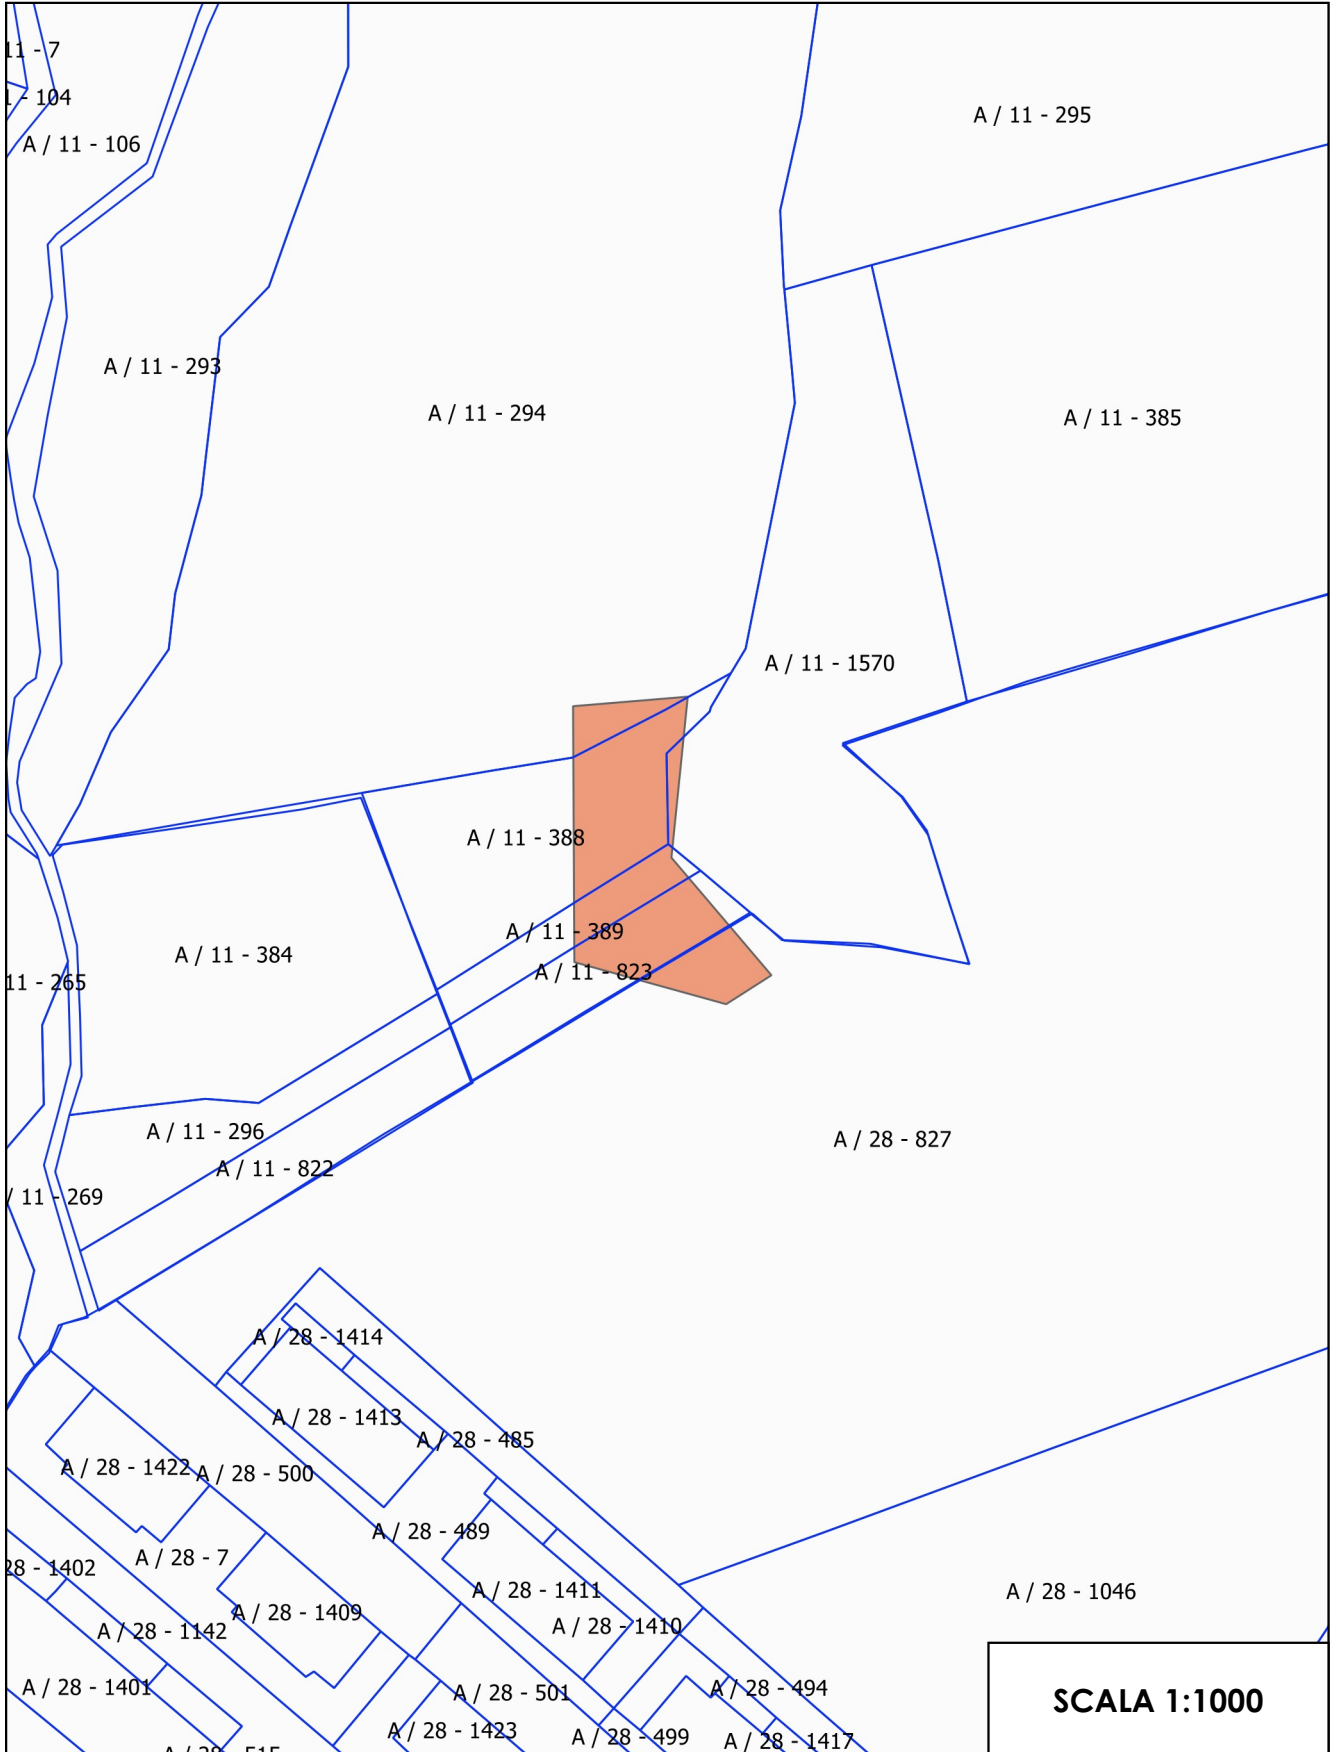 11 - 7
- 104
A / 11 - 106
A / 11 - 295
A / 11 - 293
A / 11 - 294
A / 11 - 385
A / 11 - 1570
A / 11 - 388
A / 11 - 389
A / 11 - 384
A / 11 - 823
11 - 265
A / 11 - 296
A / 28 - 827
A / 11 - 822
/ 11 - 269
A / 28 - 1414
A / 28 - 1413
A / 28 - 485
A / 28 - 1422
A / 28 - 500
A / 28 - 489
A / 28 - 7
28 - 1402
A / 28 - 1411
A / 28 - 1046
A / 28 - 1409
A / 28 - 1410
A / 28 - 1142
A / 28 - 1401
A / 28 - 501
A / 28 - 494
SCALA 1:1000
A / 28 - 1423
A / 28 - 499
A / 28 - 1417
A / 28 - 515